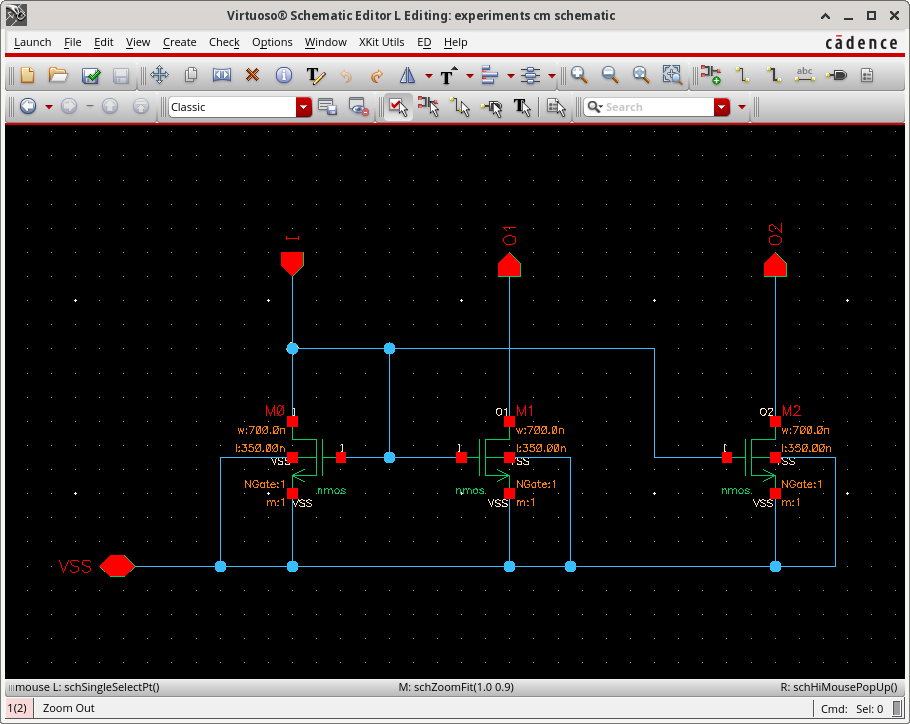 Virtuoso® Schematic Editor L Editing: experiments cm schematic
Launch File Edit View Create Check Options Window XKit Utils ED Help
cādence
abc
Classic
Search
I
O1
O2
M0 I
w:700.0n
l:350.00n
VSS
I
NGate:1
nmos
m:1 VSS
O1 M1
w:700.0n
l:350.00n
I
VSS
nmos
NGate:1
VSS m:1
O2 M2
w:700.0n
l:350.00n
I
VSS
nmos
NGate:1
VSS m:1
VSS
mouse L: schSingleSelectPt() M: schZoomFit(1.0 0.9) R: schHiMousePopUp()
1(2) Zoom Out Cmd: Sel: 0